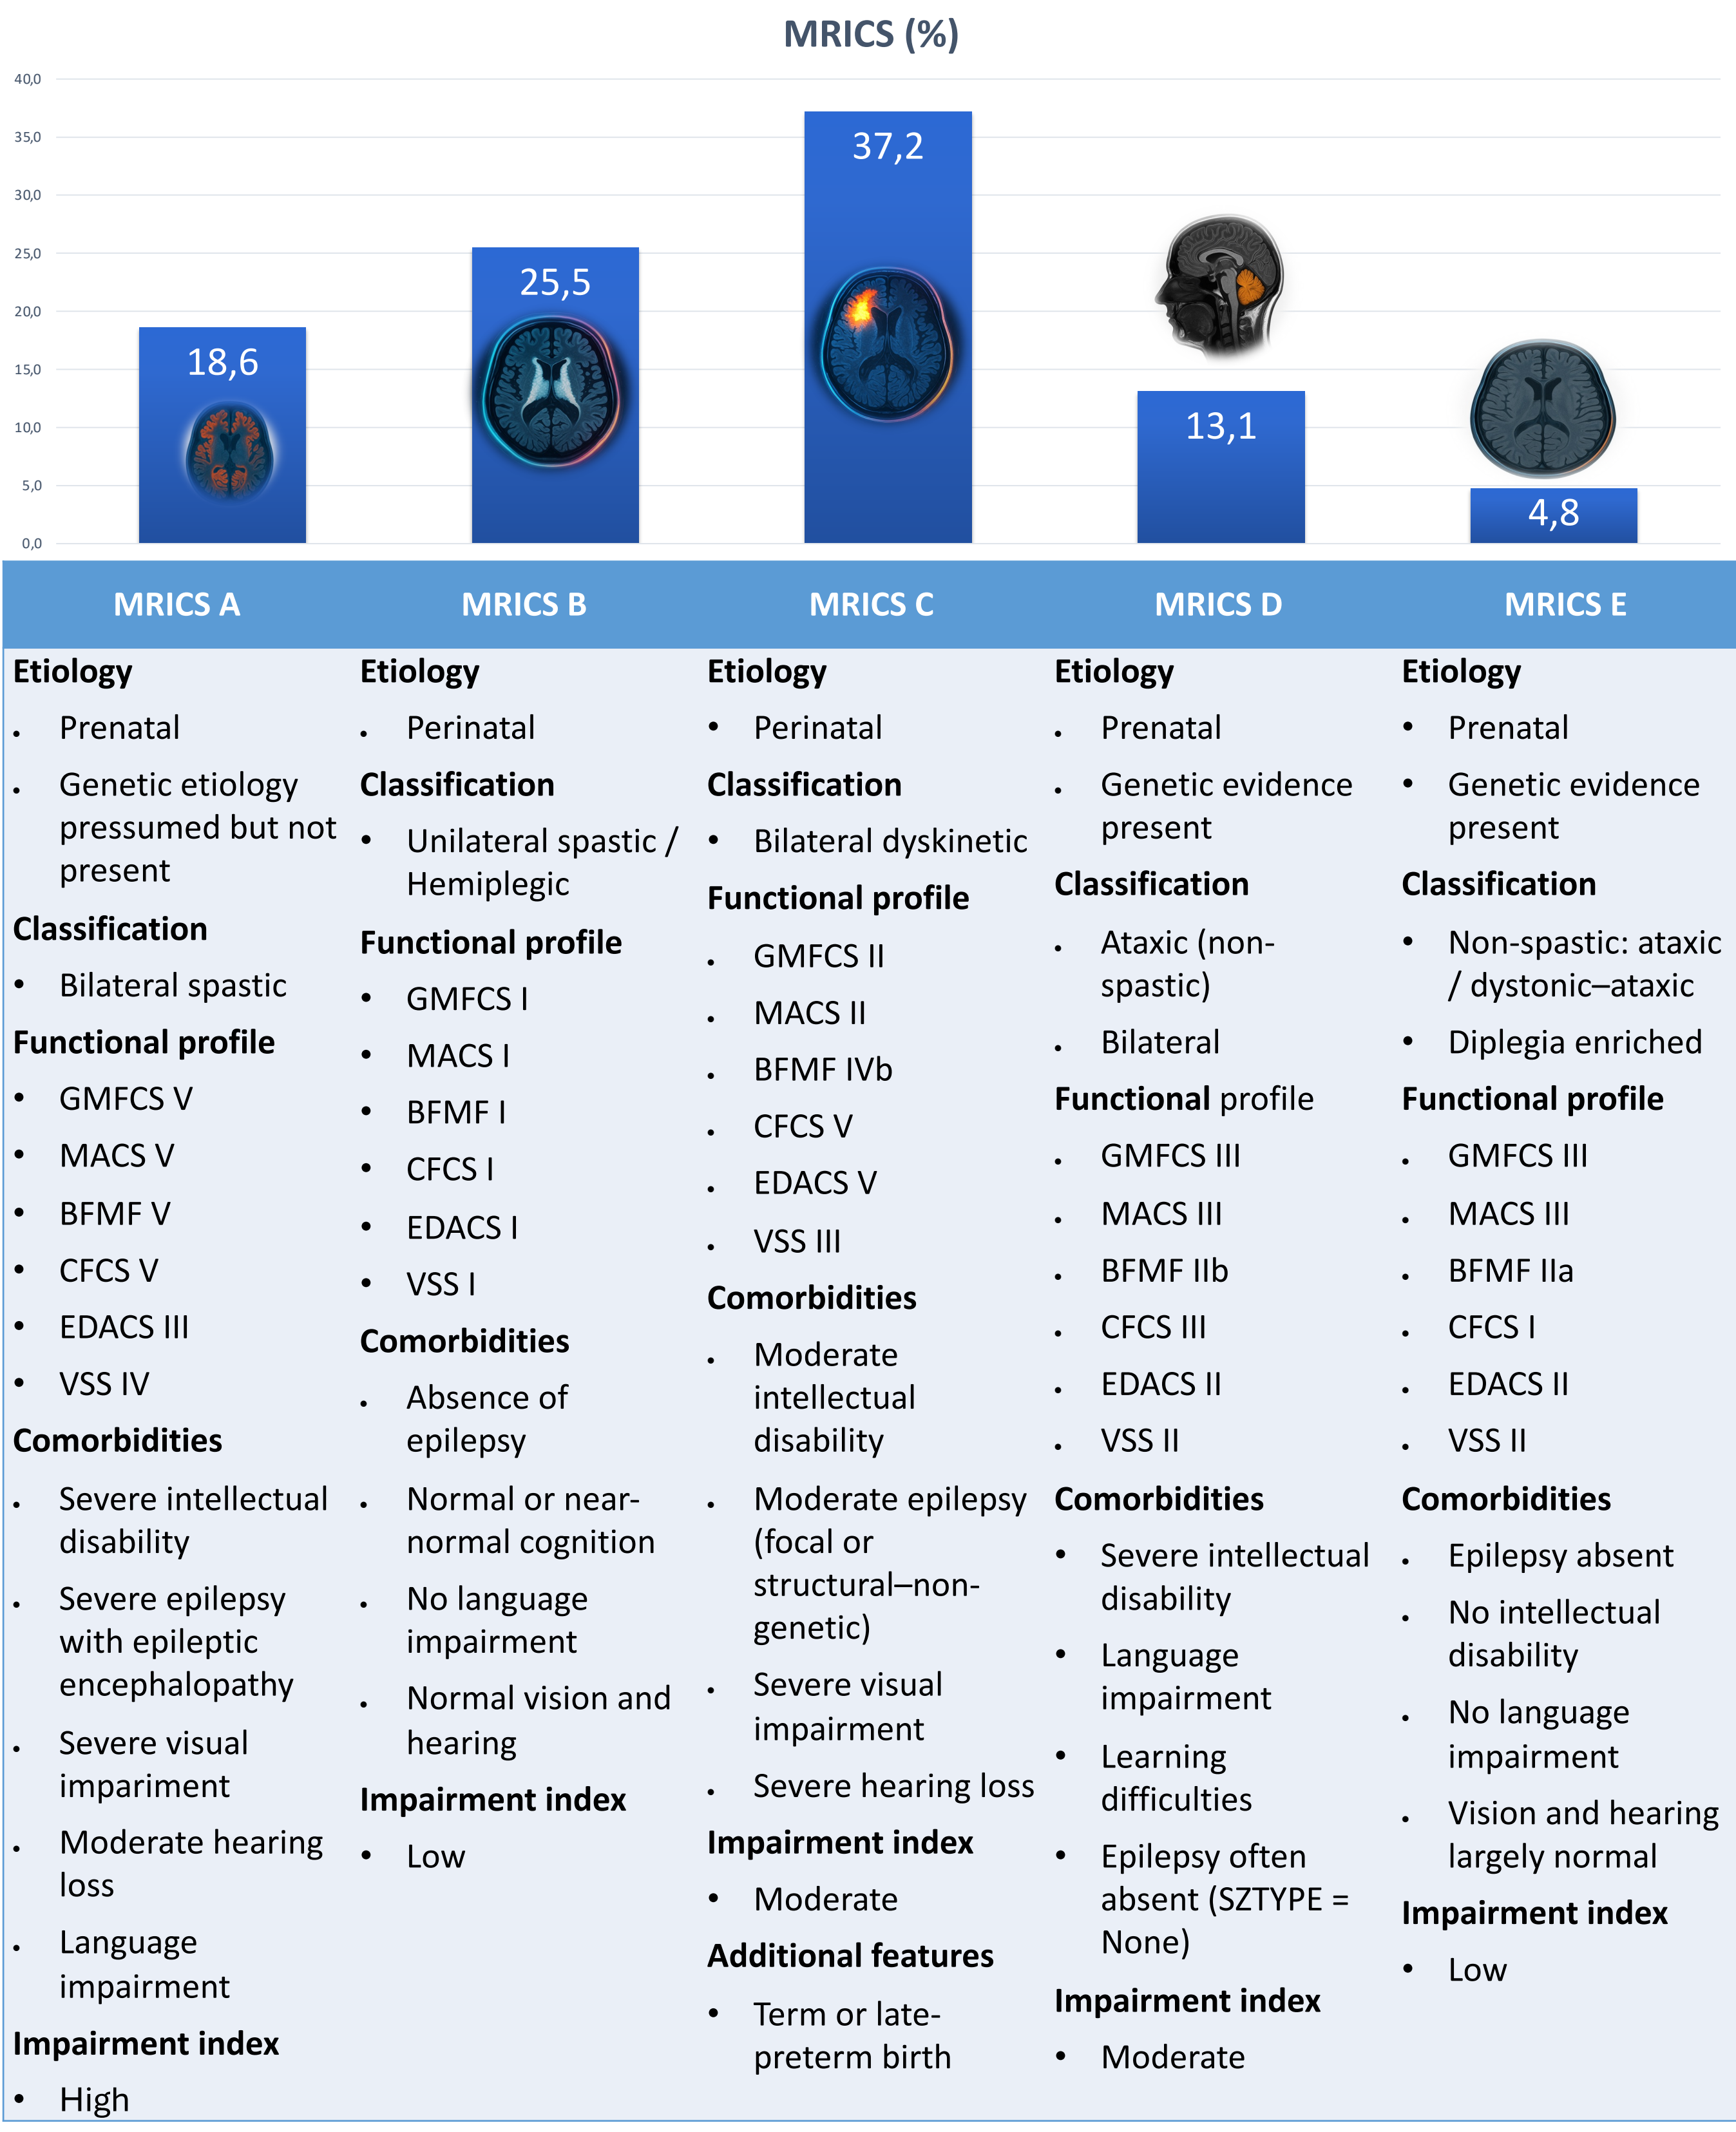 MRICS (%)
40,0
35,0
30,0
25,0
20,0
15,0
10,0
5,0
0,0
18,6
25,5
37,2
13,1
4,8
MRICS A
Etiology
• Prenatal
• Genetic etiology
pressumed but not
present
Classification
• Bilateral spastic
Functional profile
• GMFCS V
• MACS V
• BFMF V
• CFCS V
• EDACS III
• VSS IV
Comorbidities
• Severe intellectual
disability
• Severe epilepsy
with epileptic
encephalopathy
• Severe visual
impariment
• Moderate hearing
loss
• Language
impairment
Impairment index
• High
MRICS B
Etiology
• Perinatal
Classification
• Unilateral spastic /
Hemiplegic
Functional profile
• GMFCS I
• MACS I
• BFMF I
• CFCS I
• EDACS I
• VSS I
Comorbidities
• Absence of
epilepsy
• Normal or near-
normal cognition
• No language
impairment
• Normal vision and
hearing
Impairment index
• Low
MRICS C
Etiology
• Perinatal
Classification
• Bilateral dyskinetic
Functional profile
• GMFCS II
• MACS II
• BFMF IVb
• CFCS V
• EDACS V
• VSS III
Comorbidities
• Moderate
intellectual
disability
• Moderate epilepsy
(focal or
structural–non-
genetic)
• Severe visual
impairment
• Severe hearing loss
Impairment index
• Moderate
Additional features
• Term or late-
preterm birth
MRICS D
Etiology
• Prenatal
• Genetic evidence
present
Classification
• Ataxic (non-
spastic)
• Bilateral
Functional profile
• GMFCS III
• MACS III
• BFMF IIb
• CFCS III
• EDACS II
• VSS II
Comorbidities
• Severe intellectual
disability
• Language
impairment
• Learning
difficulties
• Epilepsy often
absent (SZTYPE =
None)
Impairment index
• Moderate
MRICS E
Etiology
• Prenatal
• Genetic evidence
present
Classification
• Non-spastic: ataxic
/ dystonic–ataxic
• Diplegia enriched
Functional profile
• GMFCS III
• MACS III
• BFMF IIa
• CFCS I
• EDACS II
• VSS II
Comorbidities
• Epilepsy absent
• No intellectual
disability
• No language
impairment
• Vision and hearing
largely normal
Impairment index
• Low